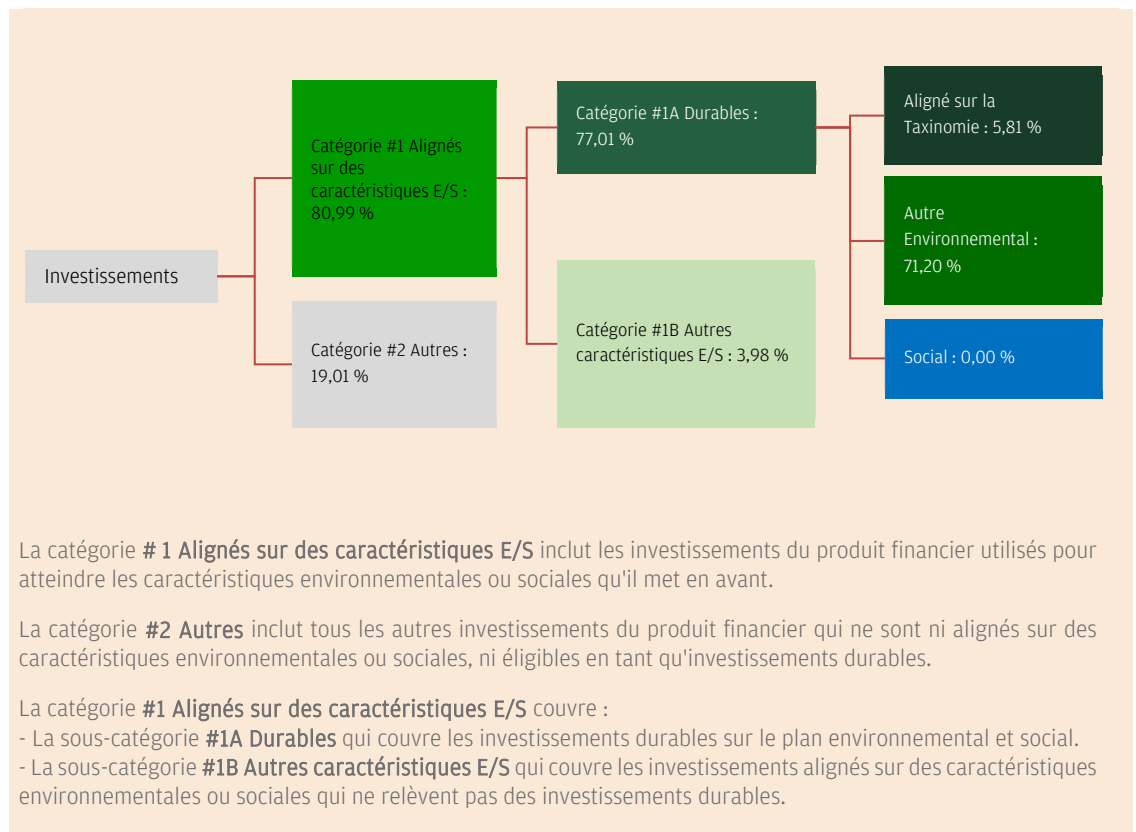 Investissements
Catégorie #1 Alignés
sur des
caractéristiques E/S :
80,99 %
Catégorie #2 Autres :
19,01 %
Catégorie #1A Durables :
77,01 %
Catégorie #1B Autres
caractéristiques E/S : 3,98 %
Aligné sur la
Taxinomie : 5,81 %
Autre
Environnemental :
71,20 %
Social : 0,00 %
La catégorie # 1 Alignés sur des caractéristiques E/S inclut les investissements du produit financier utilisés pour
atteindre les caractéristiques environnementales ou sociales qu'il met en avant.
La catégorie #2 Autres inclut tous les autres investissements du produit financier qui ne sont ni alignés sur des
caractéristiques environnementales ou sociales, ni éligibles en tant qu'investissements durables.
La catégorie #1 Alignés sur des caractéristiques E/S couvre :
- La sous-catégorie #1A Durables qui couvre les investissements durables sur le plan environnemental et social.
- La sous-catégorie #1B Autres caractéristiques E/S qui couvre les investissements alignés sur des caractéristiques
environnementales ou sociales qui ne relèvent pas des investissements durables.